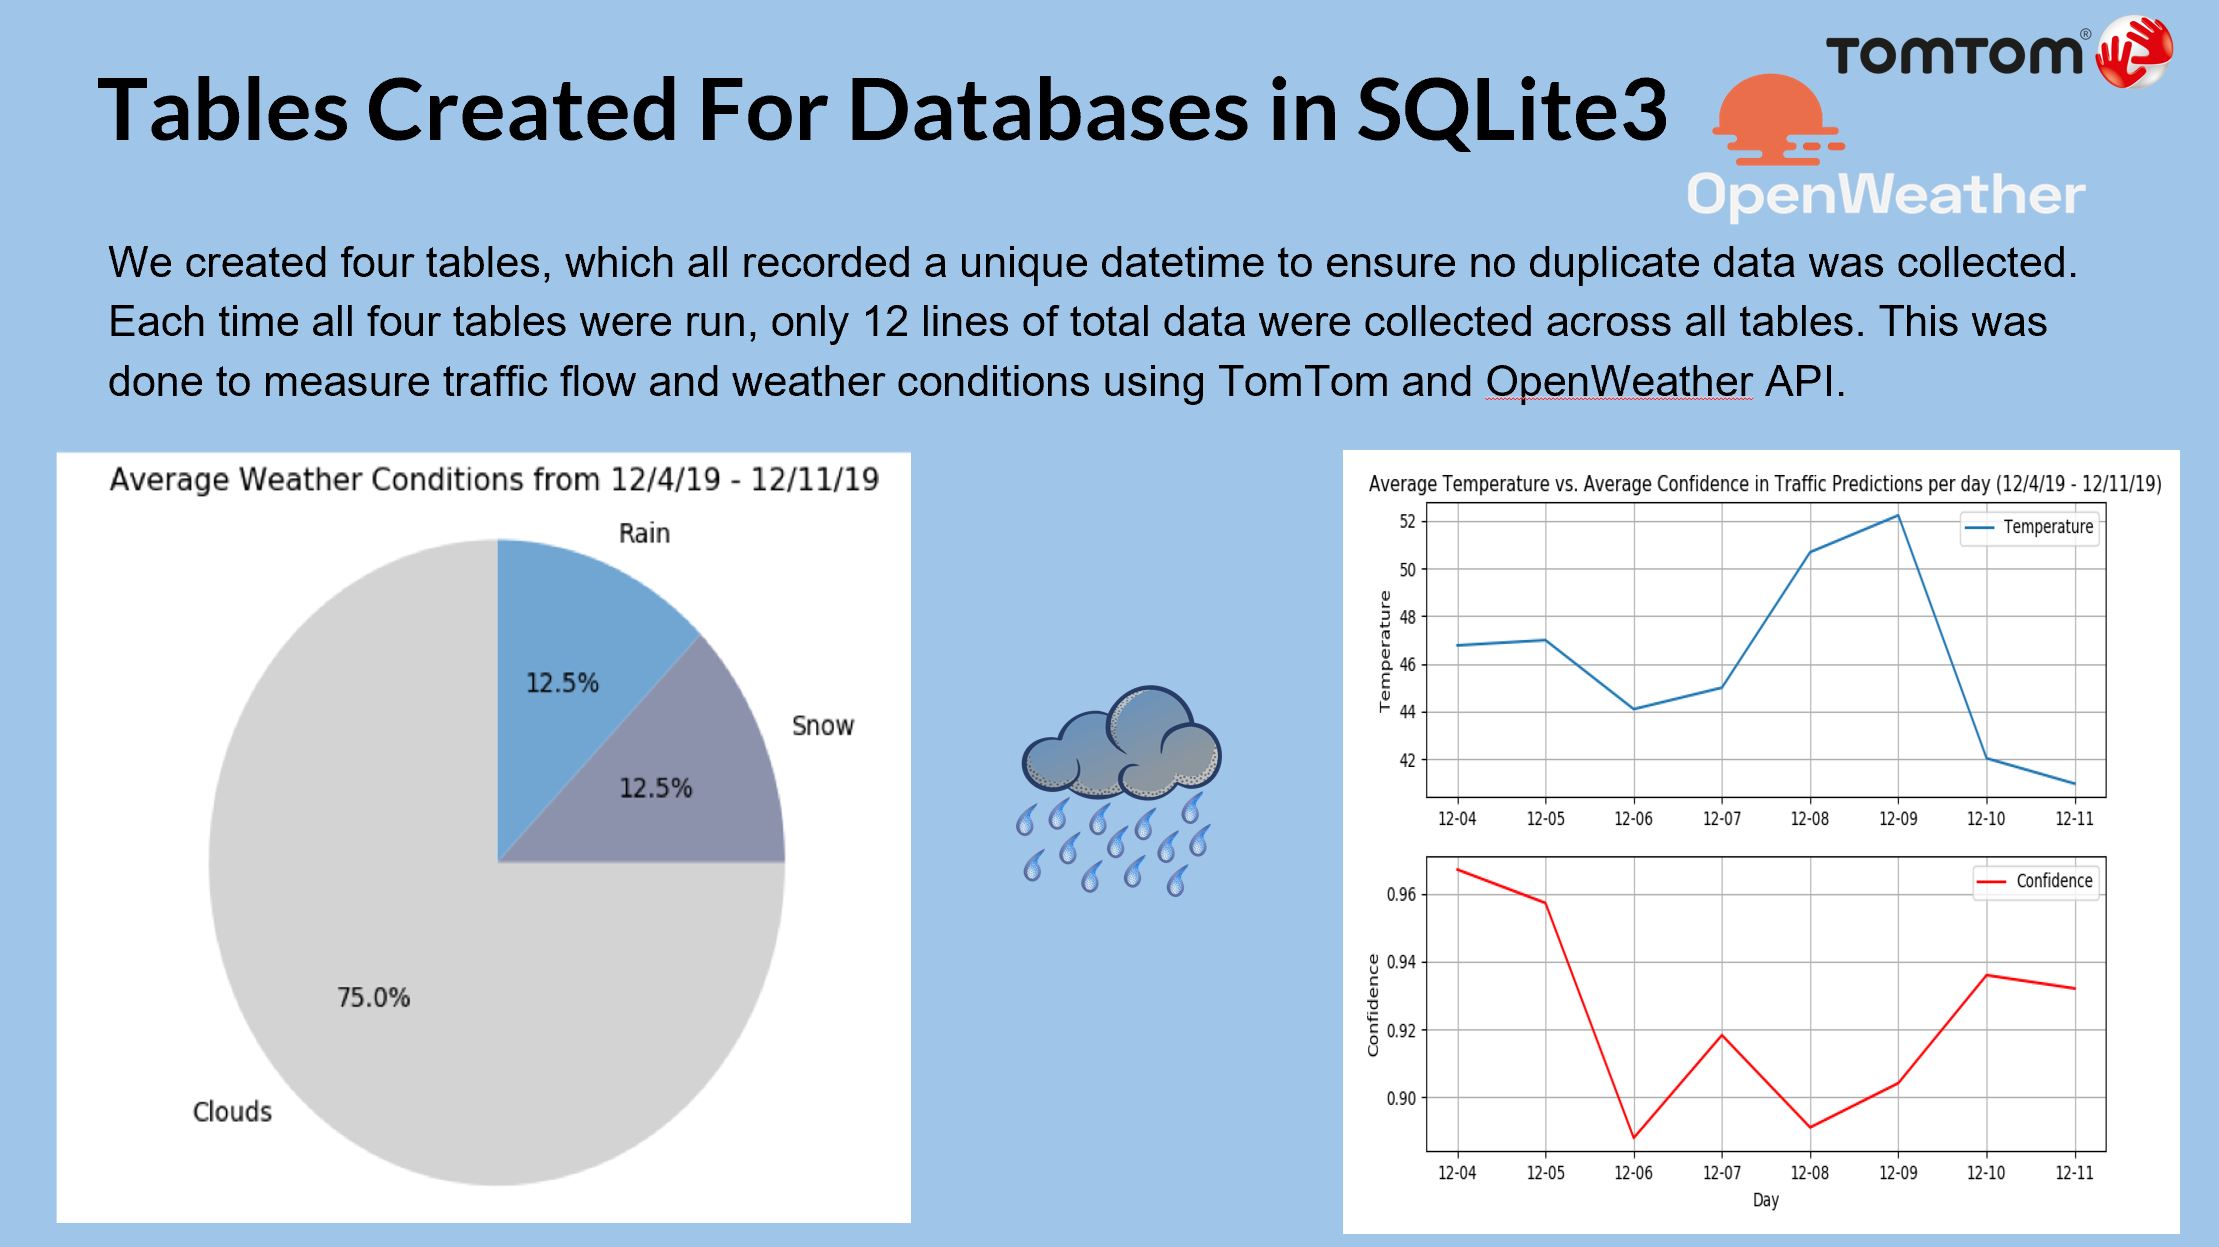 TOMTOM®
Tables Created For Databases in SQLite3
OpenWeather
We created four tables, which all recorded a unique datetime to ensure no duplicate data was collected.
Each time all four tables were run, only 12 lines of total data were collected across all tables. This was
done to measure traffic flow and weather conditions using TomTom and OpenWeather API.
Average Weather Conditions from 12/4/19 - 12/11/19
Rain
12.5%
Snow
12.5%
75.0%
Clouds
Average Temperature vs. Average Confidence in Traffic Predictions per day (12/4/19 - 12/11/19)
Temperature
Temperature
52
50
48
46
44
42
12-04 12-05 12-06 12-07 12-08 12-09 12-10 12-11
Confidence
Confidence
0.96
0.94
0.92
0.90
12-04 12-05 12-06 12-07 12-08 12-09 12-10 12-11
Day